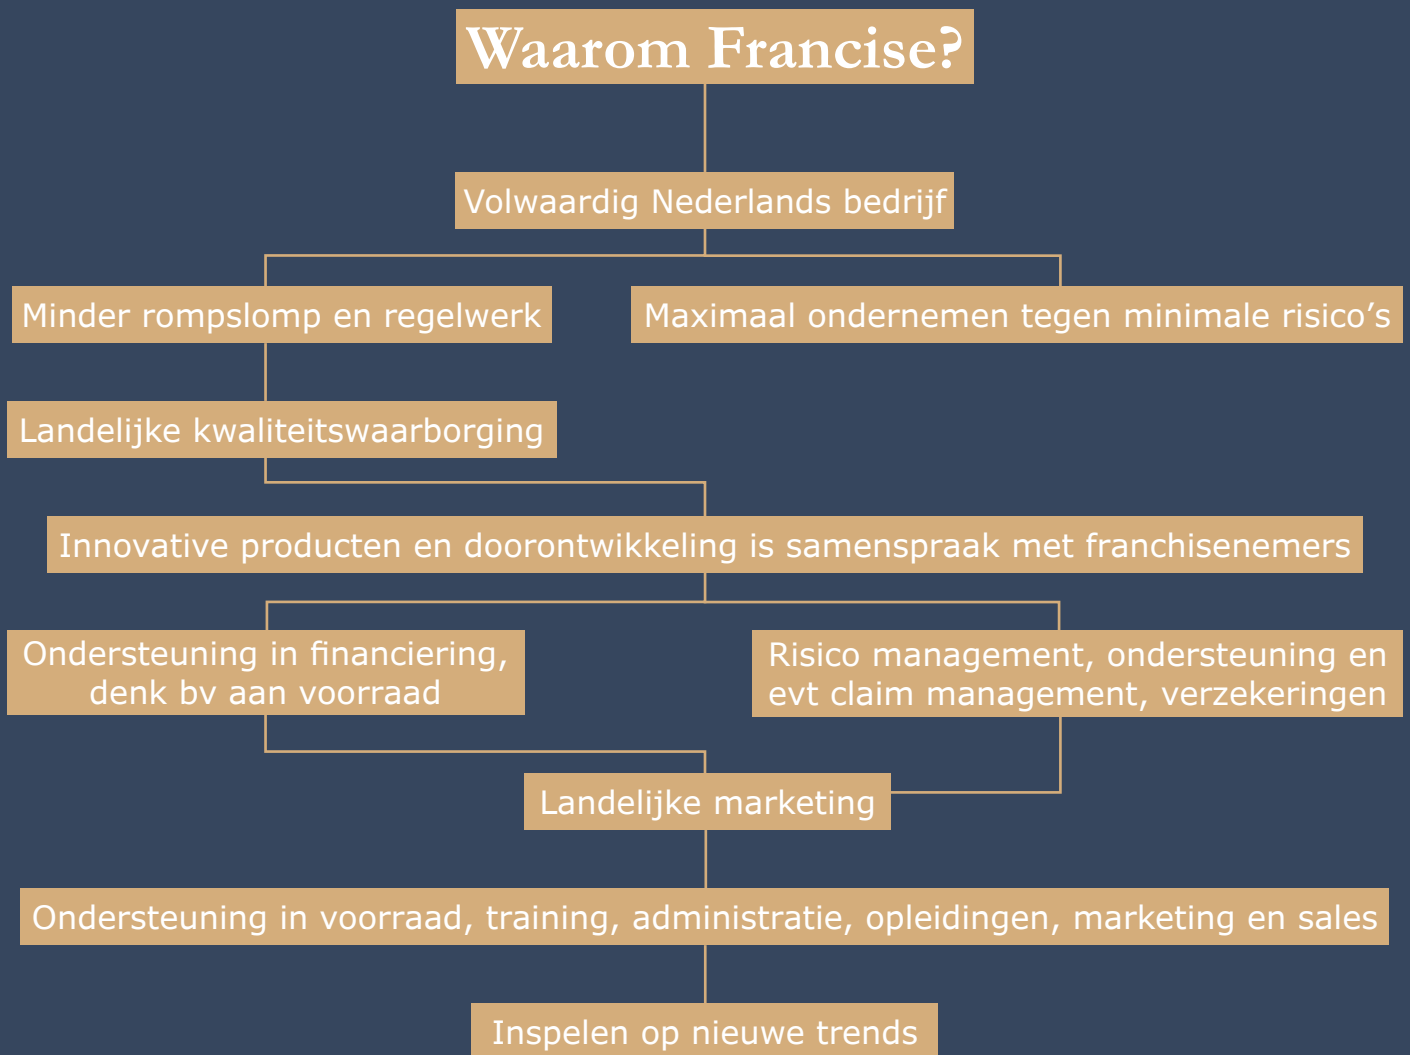 Waarom Francise?
Volwaardig Nederlands bedrijf
Minder rompslomp en regelwerk
Maximaal ondernemen tegen minimale risico’s
Landelijke kwaliteitswaarborging
Innovative producten en doorontwikkeling is samenspraak met franchisenemers
Ondersteuning in financiering,
denk bv aan voorraad
Risico management, ondersteuning en
evt claim management, verzekeringen
Landelijke marketing
Ondersteuning in voorraad, training, administratie, opleidingen, marketing en sales
Inspelen op nieuwe trends